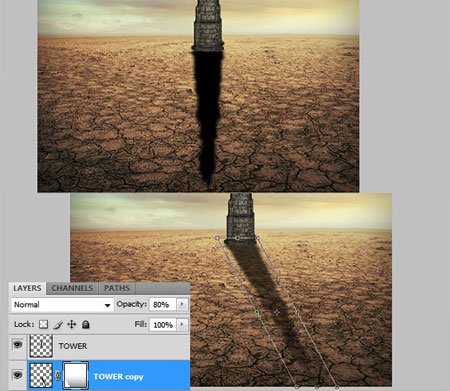 LAYERS CHANNELS PATHS
Normal Opacity: 80%
Lock: Fill: 100%
TOWER
TOWER copy